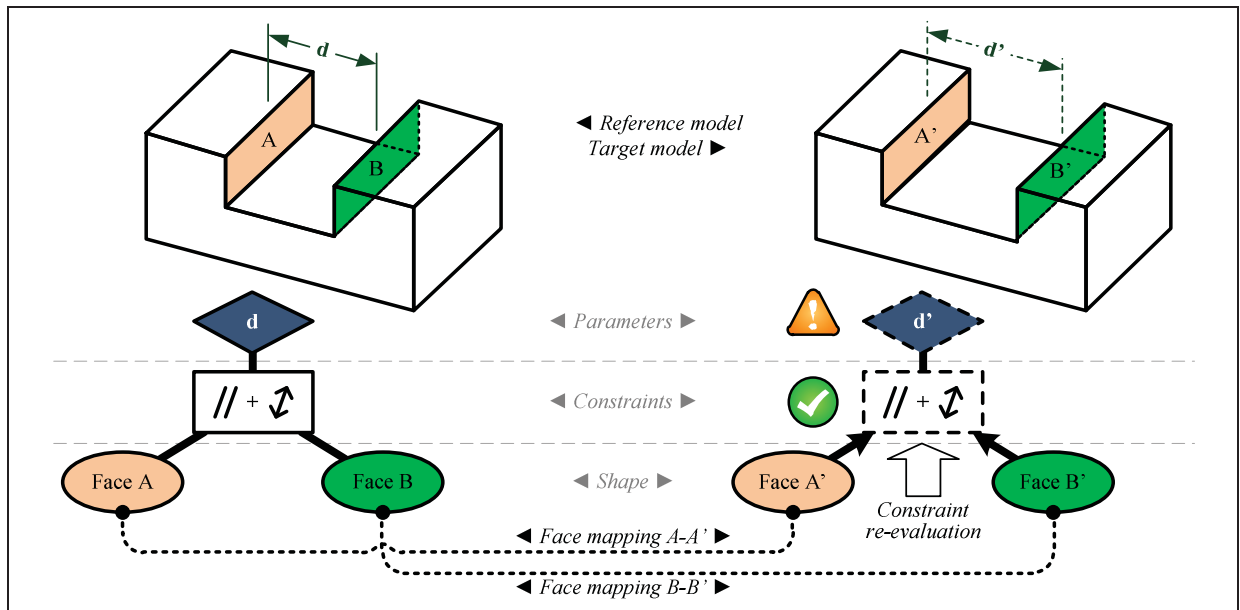 d
d’
A
B
◄ Reference model
Target model ►
A’
B’
d
◄ Parameters ►
!
d’
// + 
◄ Constraints ►
// + 
Face A
Face B
◄ Shape ►
Face A’
Face B’
Constraint
re-evaluation
◄ Face mapping A-A’ ►
◄ Face mapping B-B’ ►